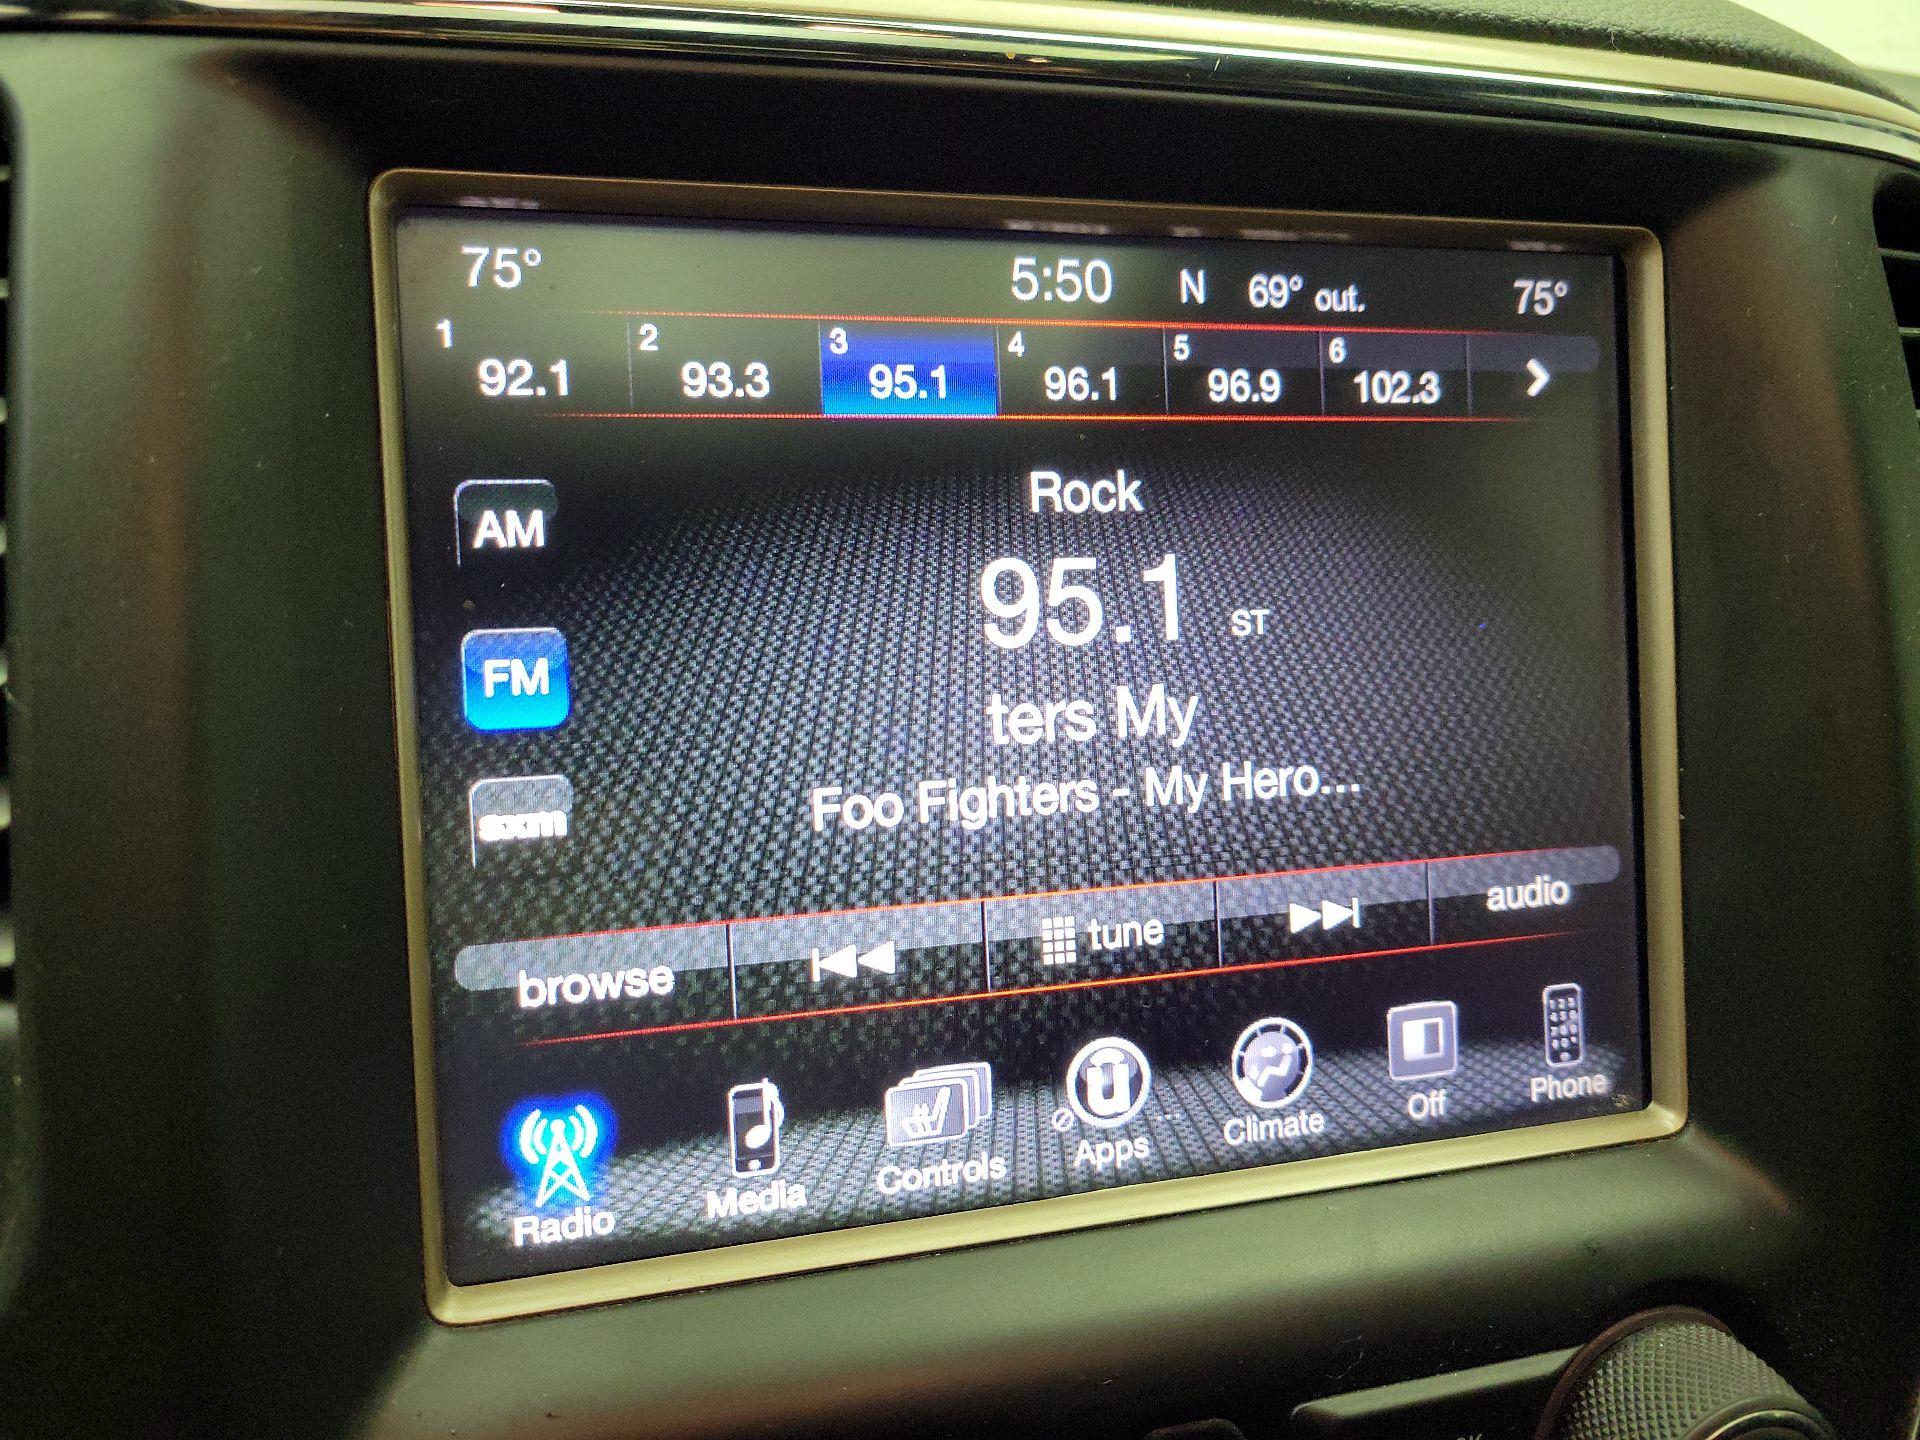 75° 5:50 N 69° out. 75°
1 2 3 4 5 6
92.1 93.3 95.1 96.1 96.9 102.3
Rock
AM
95.1 ST
FM
ters My
Foo Fighters - My Hero...
sxm
browse tune audio
Radio Media Controls Apps Climate Off Phone